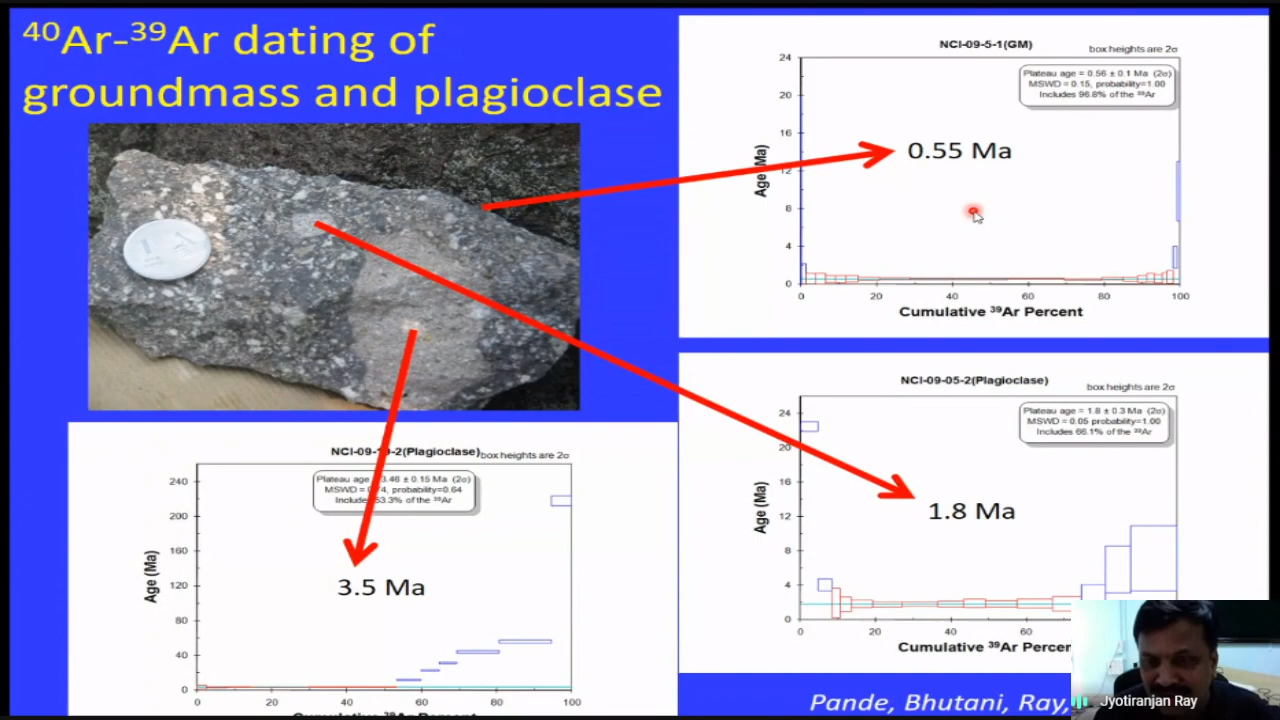 ⁴⁰Ar-³⁹Ar dating of
groundmass and plagioclase
NCI-09-5-1(GM)
box heights are 2σ
Plateau age = 0.56 ± 0.1 Ma (2σ)
MSWD = 0.15, probability=1.00
Includes 96.8% of the ³⁹Ar
0.55 Ma
Age (Ma)
24
20
16
12
8
4
0
0 20 40 60 80 100
Cumulative ³⁹Ar Percent
NCI-09-05-2(Plagioclase)
box heights are 2σ
Plateau age = 1.8 ± 0.3 Ma (2σ)
MSWD = 0.05 probability=1.00
Includes 66.1% of the ³⁹Ar
1.8 Ma
Age (Ma)
24
20
16
12
8
4
0
0 20 40 60
Cumulative ³⁹Ar
box heights are 2σ
± 0.15 Ma (2σ)
MSWD = probability=0.64
of the ³⁹Ar
3.5 Ma
Age (Ma)
240
200
160
120
80
40
0
0 20 40 60 80 100
Cumulative ³⁹Ar Percent
Pande, Bhutani, Ray,
Jyotiranjan Ray